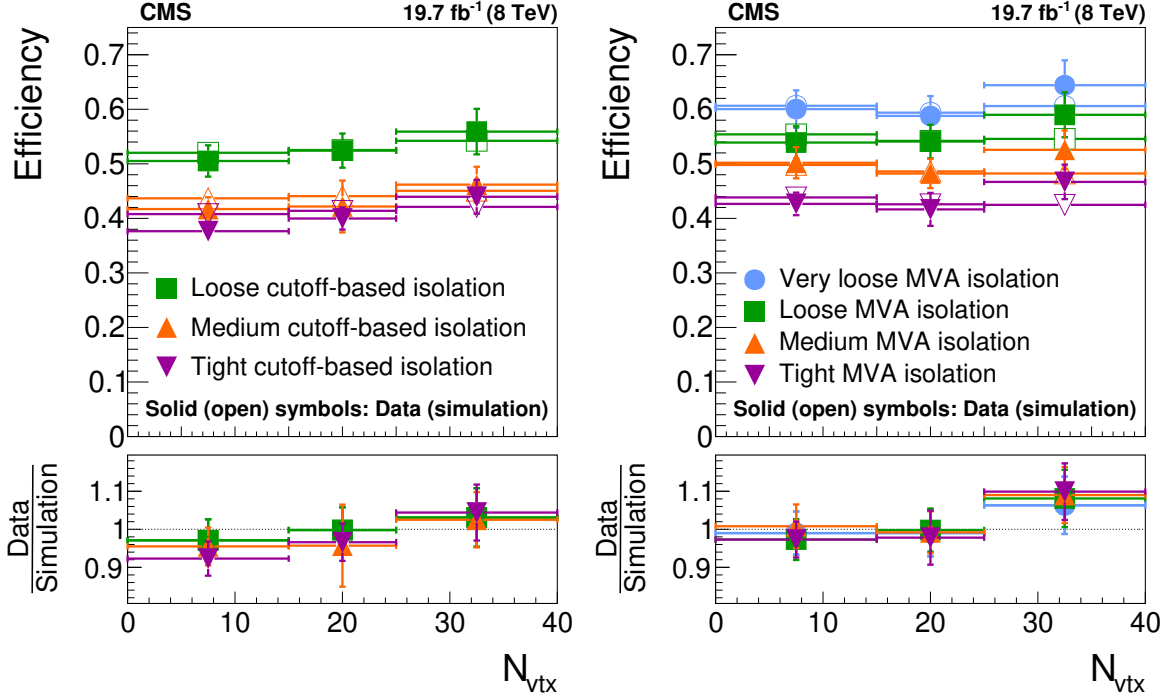 CMS 19.7 fb⁻¹ (8 TeV)
Efficiency
0.7
0.6
0.5
0.4
0.3
0.2
0.1
0
Loose cutoff-based isolation
Medium cutoff-based isolation
Tight cutoff-based isolation
Solid (open) symbols: Data (simulation)
Data
Simulation
1.1
1
0.9
0 10 20 30 40
N_vtx
CMS 19.7 fb⁻¹ (8 TeV)
Efficiency
0.7
0.6
0.5
0.4
0.3
0.2
0.1
0
Very loose MVA isolation
Loose MVA isolation
Medium MVA isolation
Tight MVA isolation
Solid (open) symbols: Data (simulation)
Data
Simulation
1.1
1
0.9
0 10 20 30 40
N_vtx